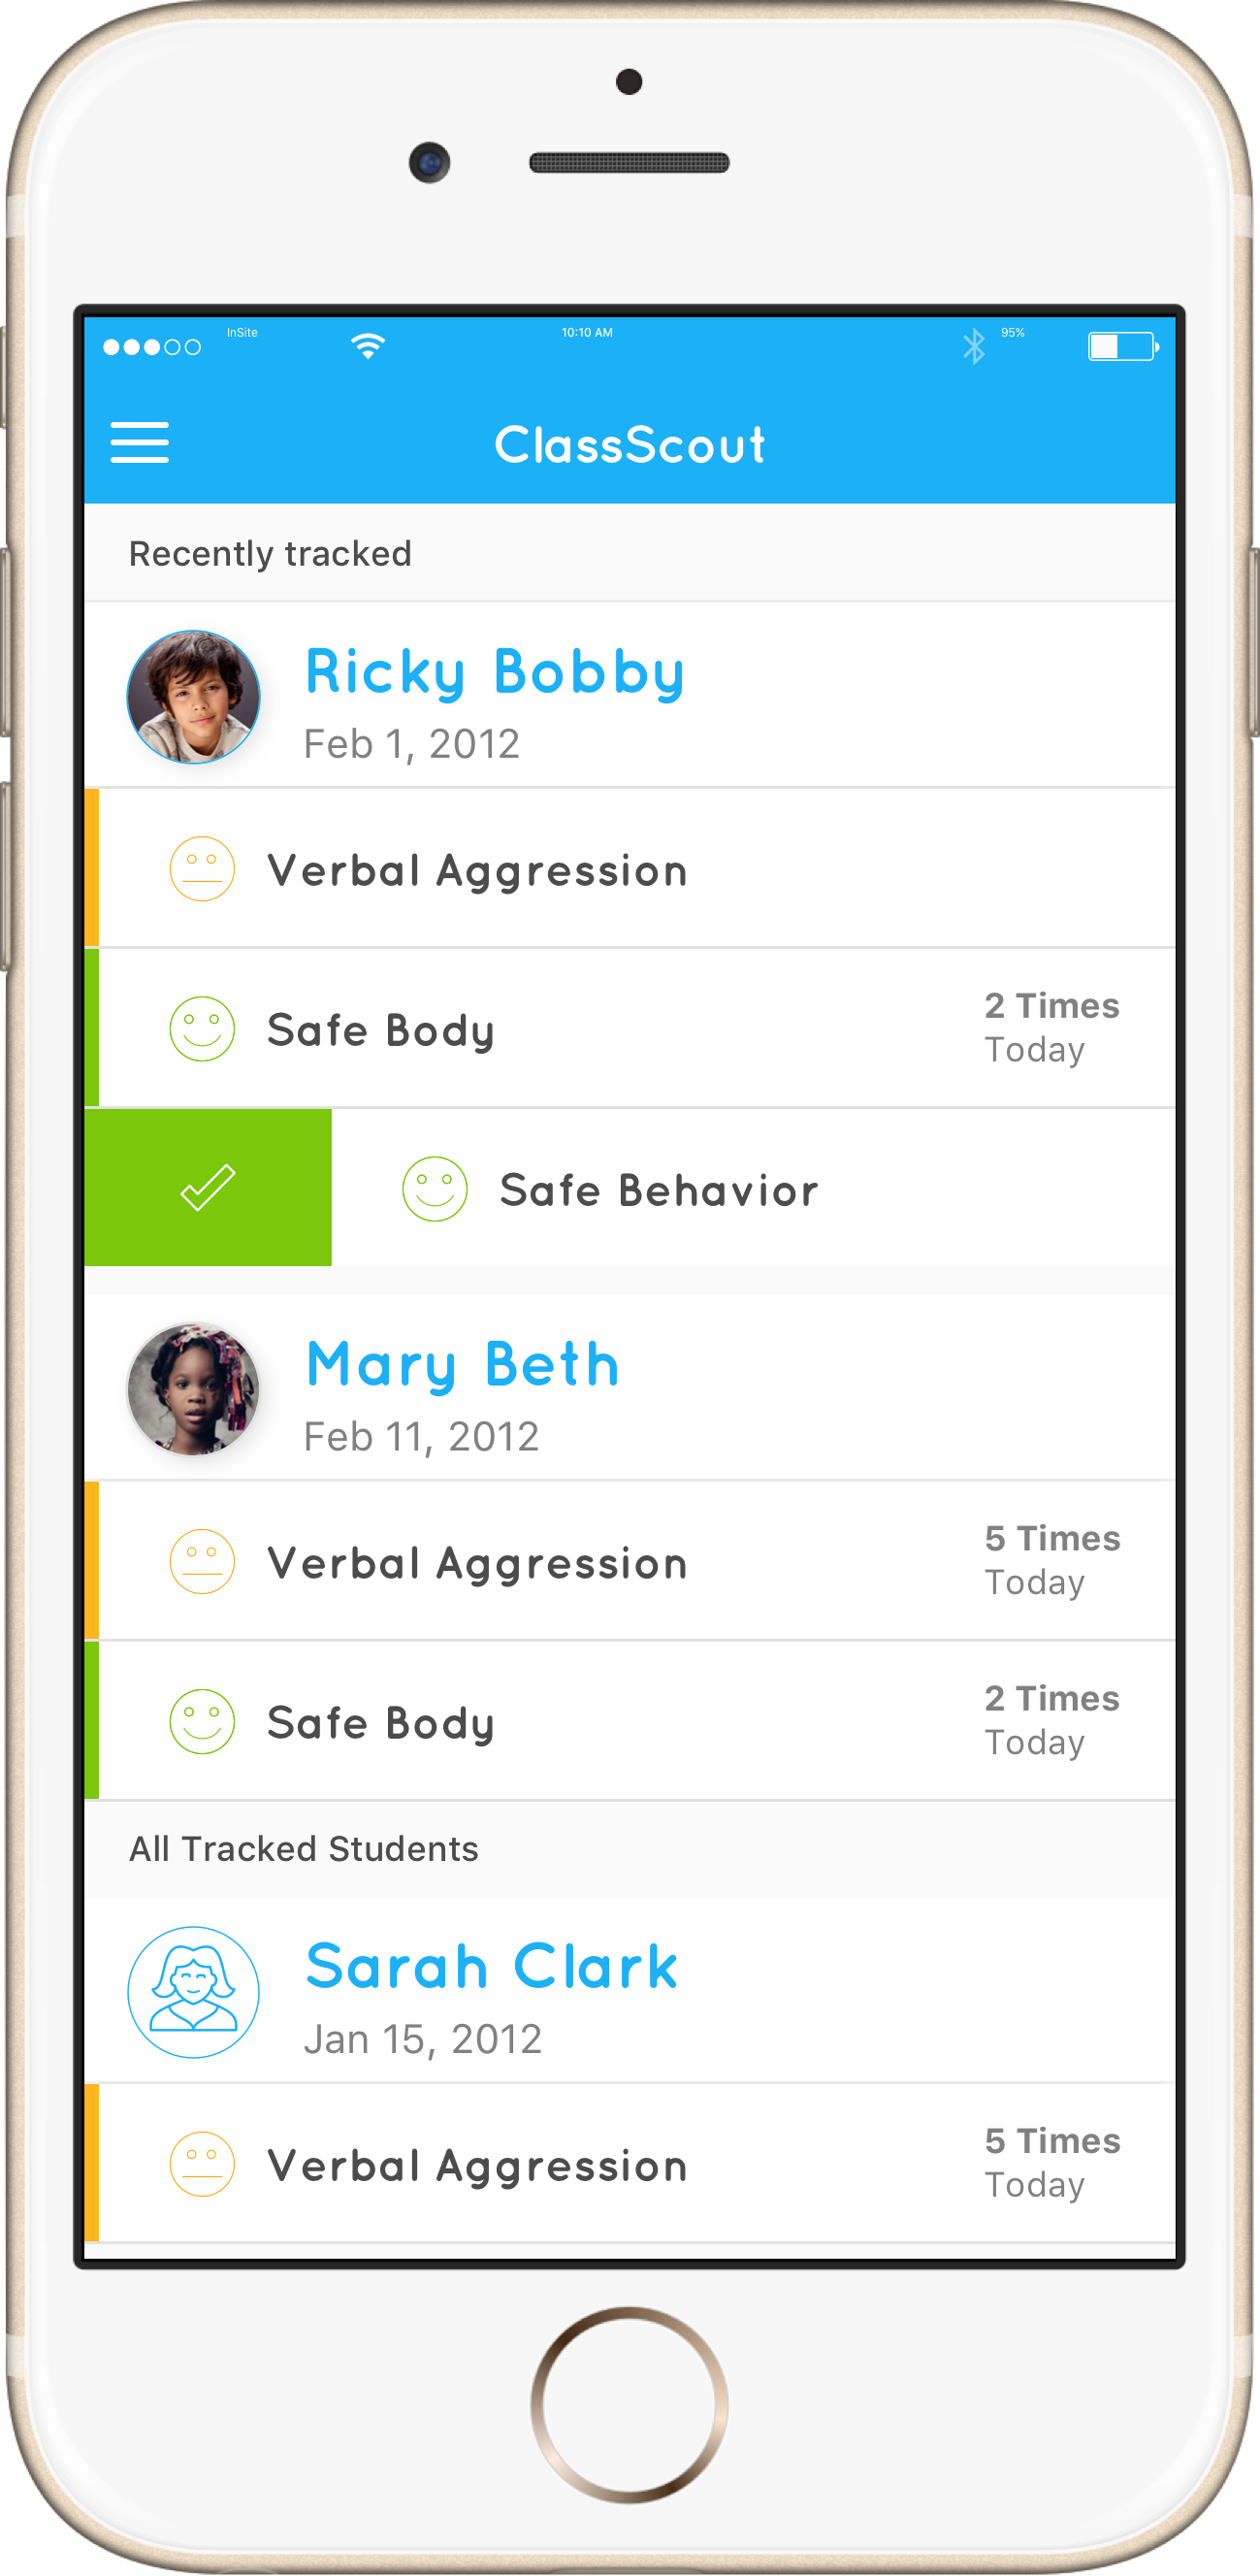 InSite 10:10 AM 95%
ClassScout
Recently tracked
Ricky Bobby
Feb 1, 2012
Verbal Aggression
Safe Body
2 Times
Today
Safe Behavior
Mary Beth
Feb 11, 2012
Verbal Aggression
5 Times
Today
Safe Body
2 Times
Today
All Tracked Students
Sarah Clark
Jan 15, 2012
Verbal Aggression
5 Times
Today